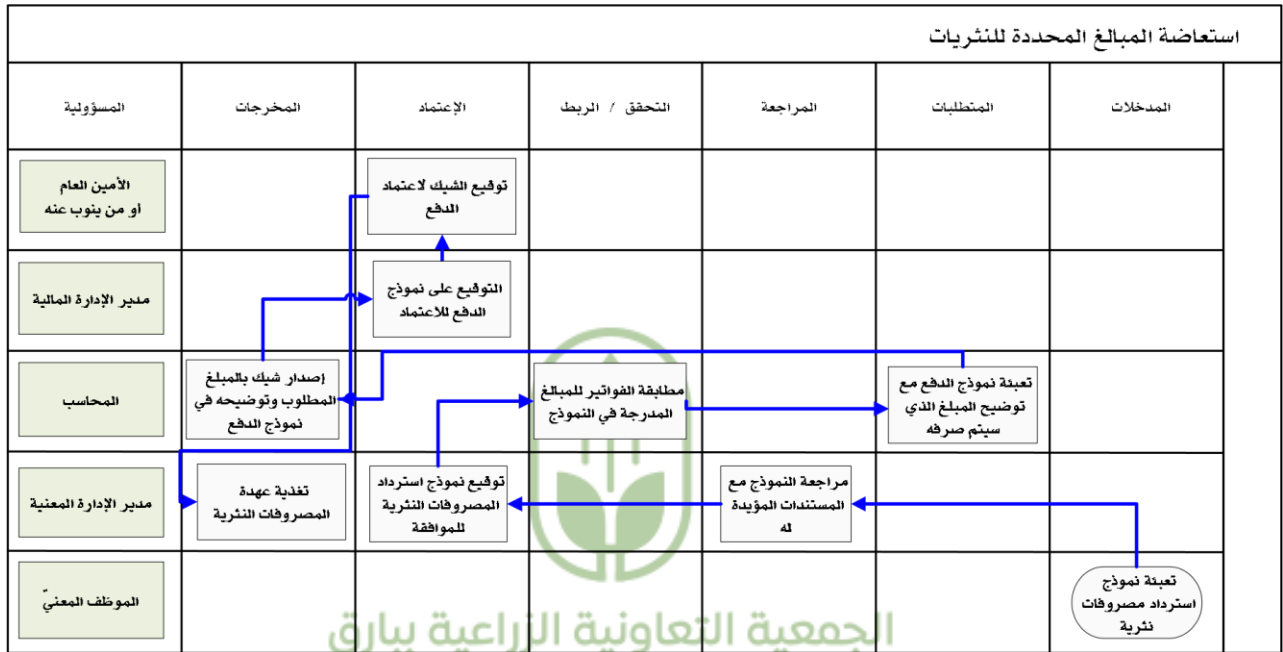 استعاضة المبالغ المحددة للنثريات
المدخلات
المتطلبات
المراجعة
التحقق / الربط
الإعتماد
المخرجات
المسؤولية
توقيع الشيك لاعتماد
الدفع
الأمين العام
أو من ينوب عنه
التوقيع على نموذج
الدفع للاعتماد
مدير الإدارة المالية
تعبئة نموذج الدفع مع
توضيح المبلغ الذي
سيتم صرفه
مطابقة الفواتير للمبالغ
المدرجة في النموذج
إصدار شيك بالمبلغ
المطلوب وتوضيحه في
نموذج الدفع
المحاسب
مراجعة النموذج مع
المستندات المؤيدة
له
توقيع نموذج استرداد
المصروفات النثرية
للموافقة
تغذية عهدة
المصروفات النثرية
مدير الإدارة المعنية
تعبئة نموذج
استرداد مصروفات
نثرية
الموظف المعنيّ
الجمعية التعاونية الزراعية ببارق